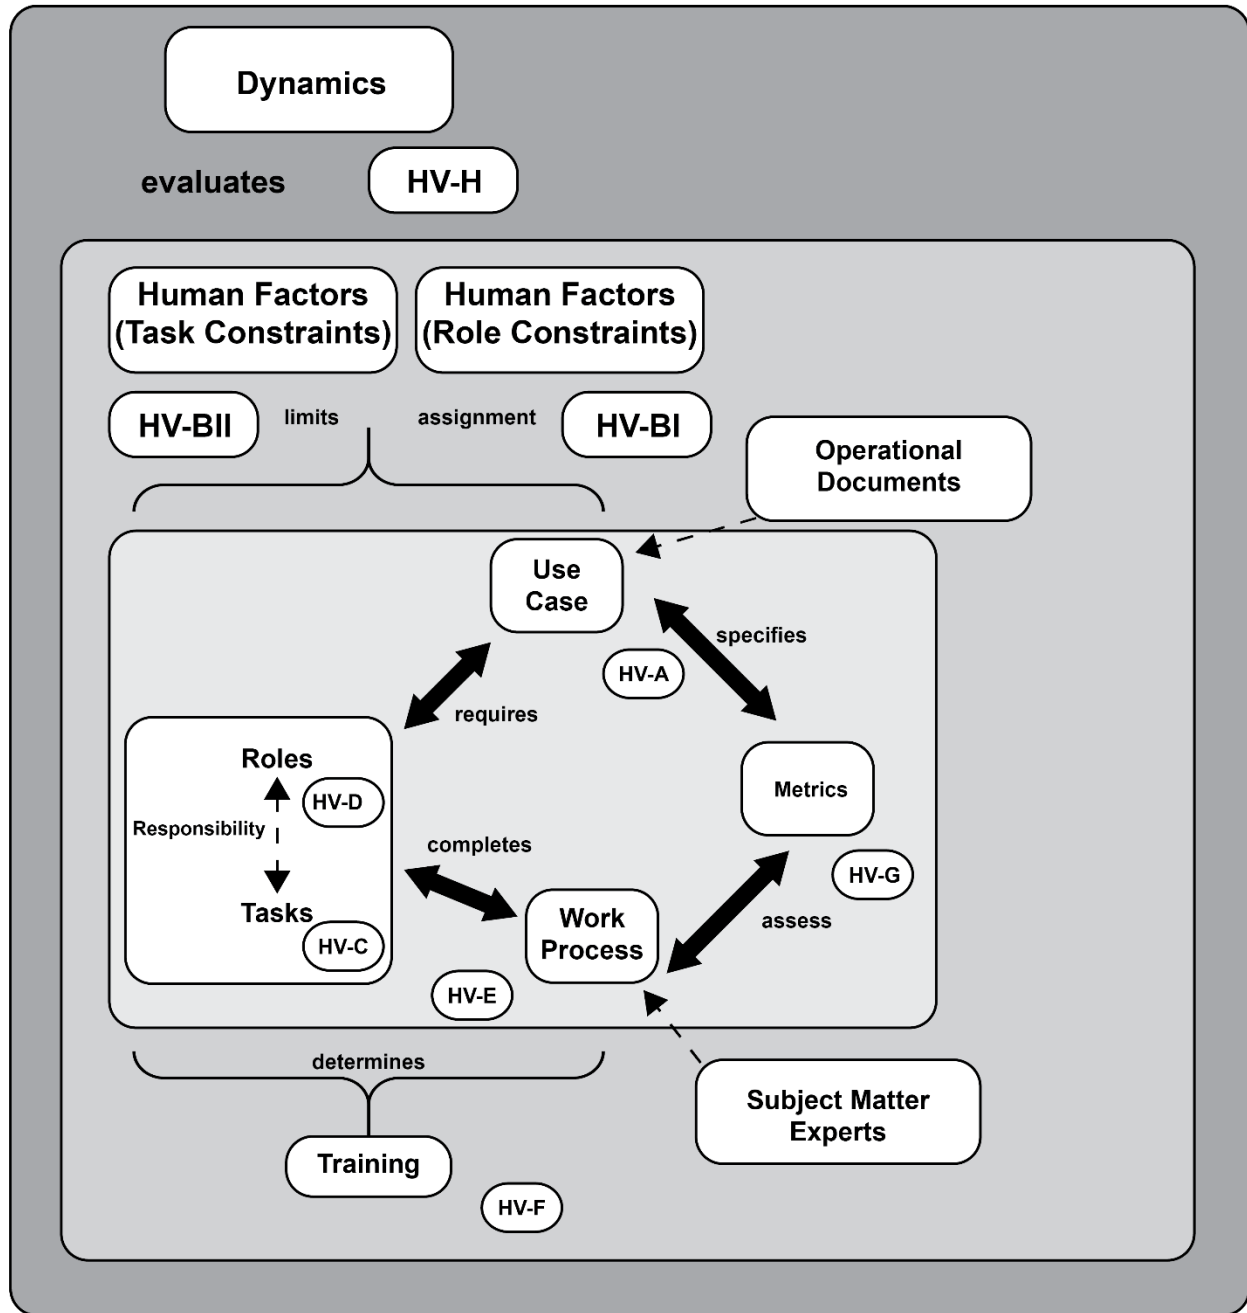 Dynamics
evaluates
HV-H
Human Factors
(Task Constraints)
Human Factors
(Role Constraints)
HV-BII
limits
assignment
HV-BI
Operational
Documents
Use
Case
specifies
HV-A
requires
Roles
HV-D
Responsibility
Tasks
HV-C
Metrics
HV-G
completes
Work
Process
assess
HV-E
determines
Subject Matter
Experts
Training
HV-F